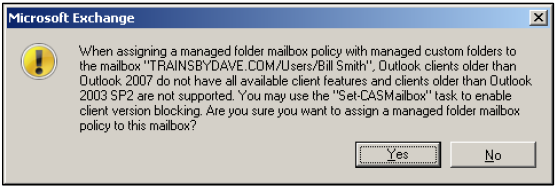 Microsoft Exchange
When assigning a managed folder mailbox policy with managed custom folders to
the mailbox "TRAINSBYDAVE.COM/Users/Bill Smith", Outlook clients older than
Outlook 2007 do not have all available client features and clients older than Outlook
2003 SP2 are not supported. You may use the "Set-CASMailbox" task to enable
client version blocking. Are you sure you want to assign a managed folder mailbox
policy to this mailbox?
Yes No